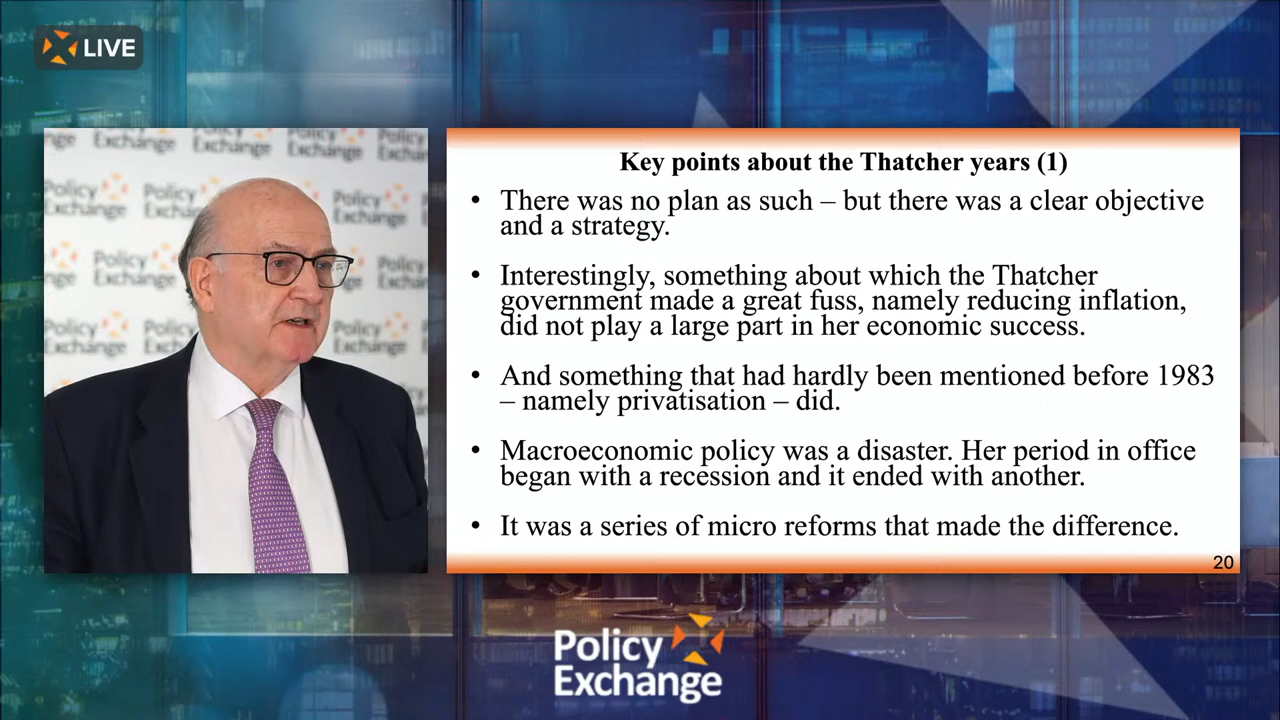 LIVE
Key points about the Thatcher years (1)
• There was no plan as such – but there was a clear objective
and a strategy.
• Interestingly, something about which the Thatcher
government made a great fuss, namely reducing inflation,
did not play a large part in her economic success.
• And something that had hardly been mentioned before 1983
– namely privatisation – did.
• Macroeconomic policy was a disaster. Her period in office
began with a recession and it ended with another.
• It was a series of micro reforms that made the difference.
20
Policy
Exchange